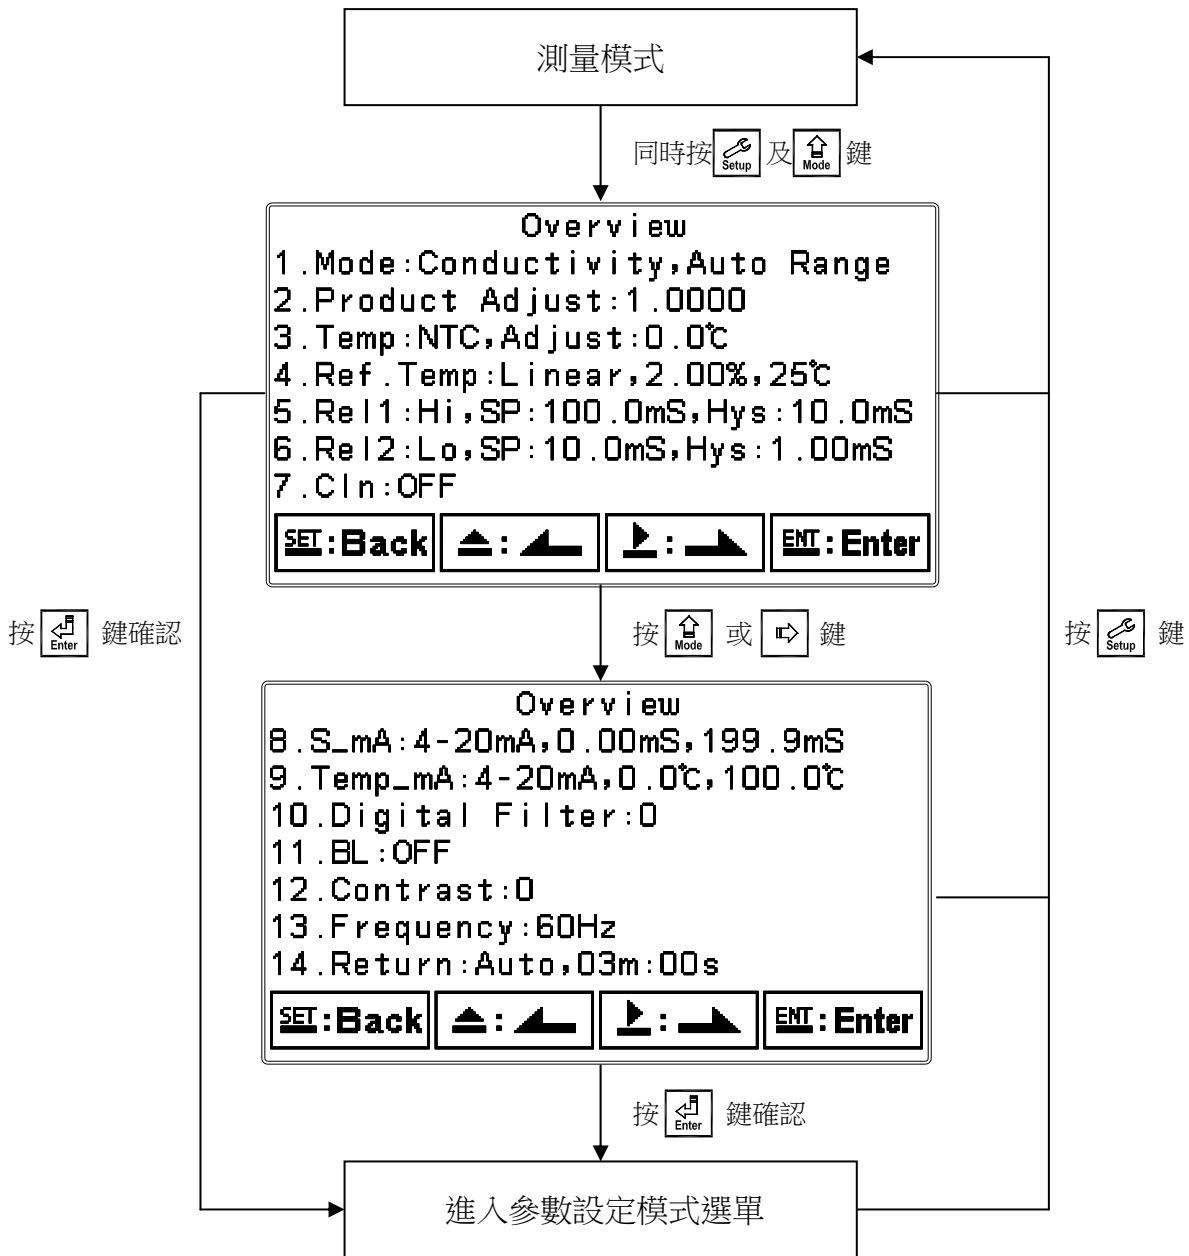 測量模式
同時按 Setup 及 Mode 鍵
Overview
1.Mode:Conductivity,Auto Range
2.Product Adjust:1.0000
3.Temp:NTC,Adjust:0.0℃
4.Ref.Temp:Linear,2.00%,25℃
5.Rel1:Hi,SP:100.0mS,Hys:10.0mS
6.Rel2:Lo,SP:10.0mS,Hys:1.00mS
7.Cln:OFF
SET:Back : : ENT:Enter
按 Enter 鍵確認
按 Mode 或 鍵
按 Setup 鍵
Overview
8.S_mA:4-20mA,0.00mS,199.9mS
9.Temp_mA:4-20mA,0.0℃,100.0℃
10.Digital Filter:0
11.BL:OFF
12.Contrast:0
13.Frequency:60Hz
14.Return:Auto,03m:00s
SET:Back : : ENT:Enter
按 Enter 鍵確認
進入參數設定模式選單